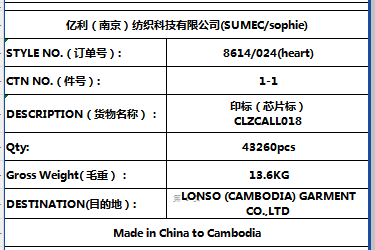 亿利（南京）纺织科技有限公司(SUMEC/sophie)
STYLE NO.（订单号）: 8614/024(heart)
CTN NO.（件号）: 1-1
DESCRIPTION（货物名称）: 印标（芯片标）
CLZCALL018
Qty: 43260pcs
Gross Weight(毛重）: 13.6KG
DESTINATION(目的地）: LONSO (CAMBODIA) GARMENT
CO.,LTD
Made in China to Cambodia